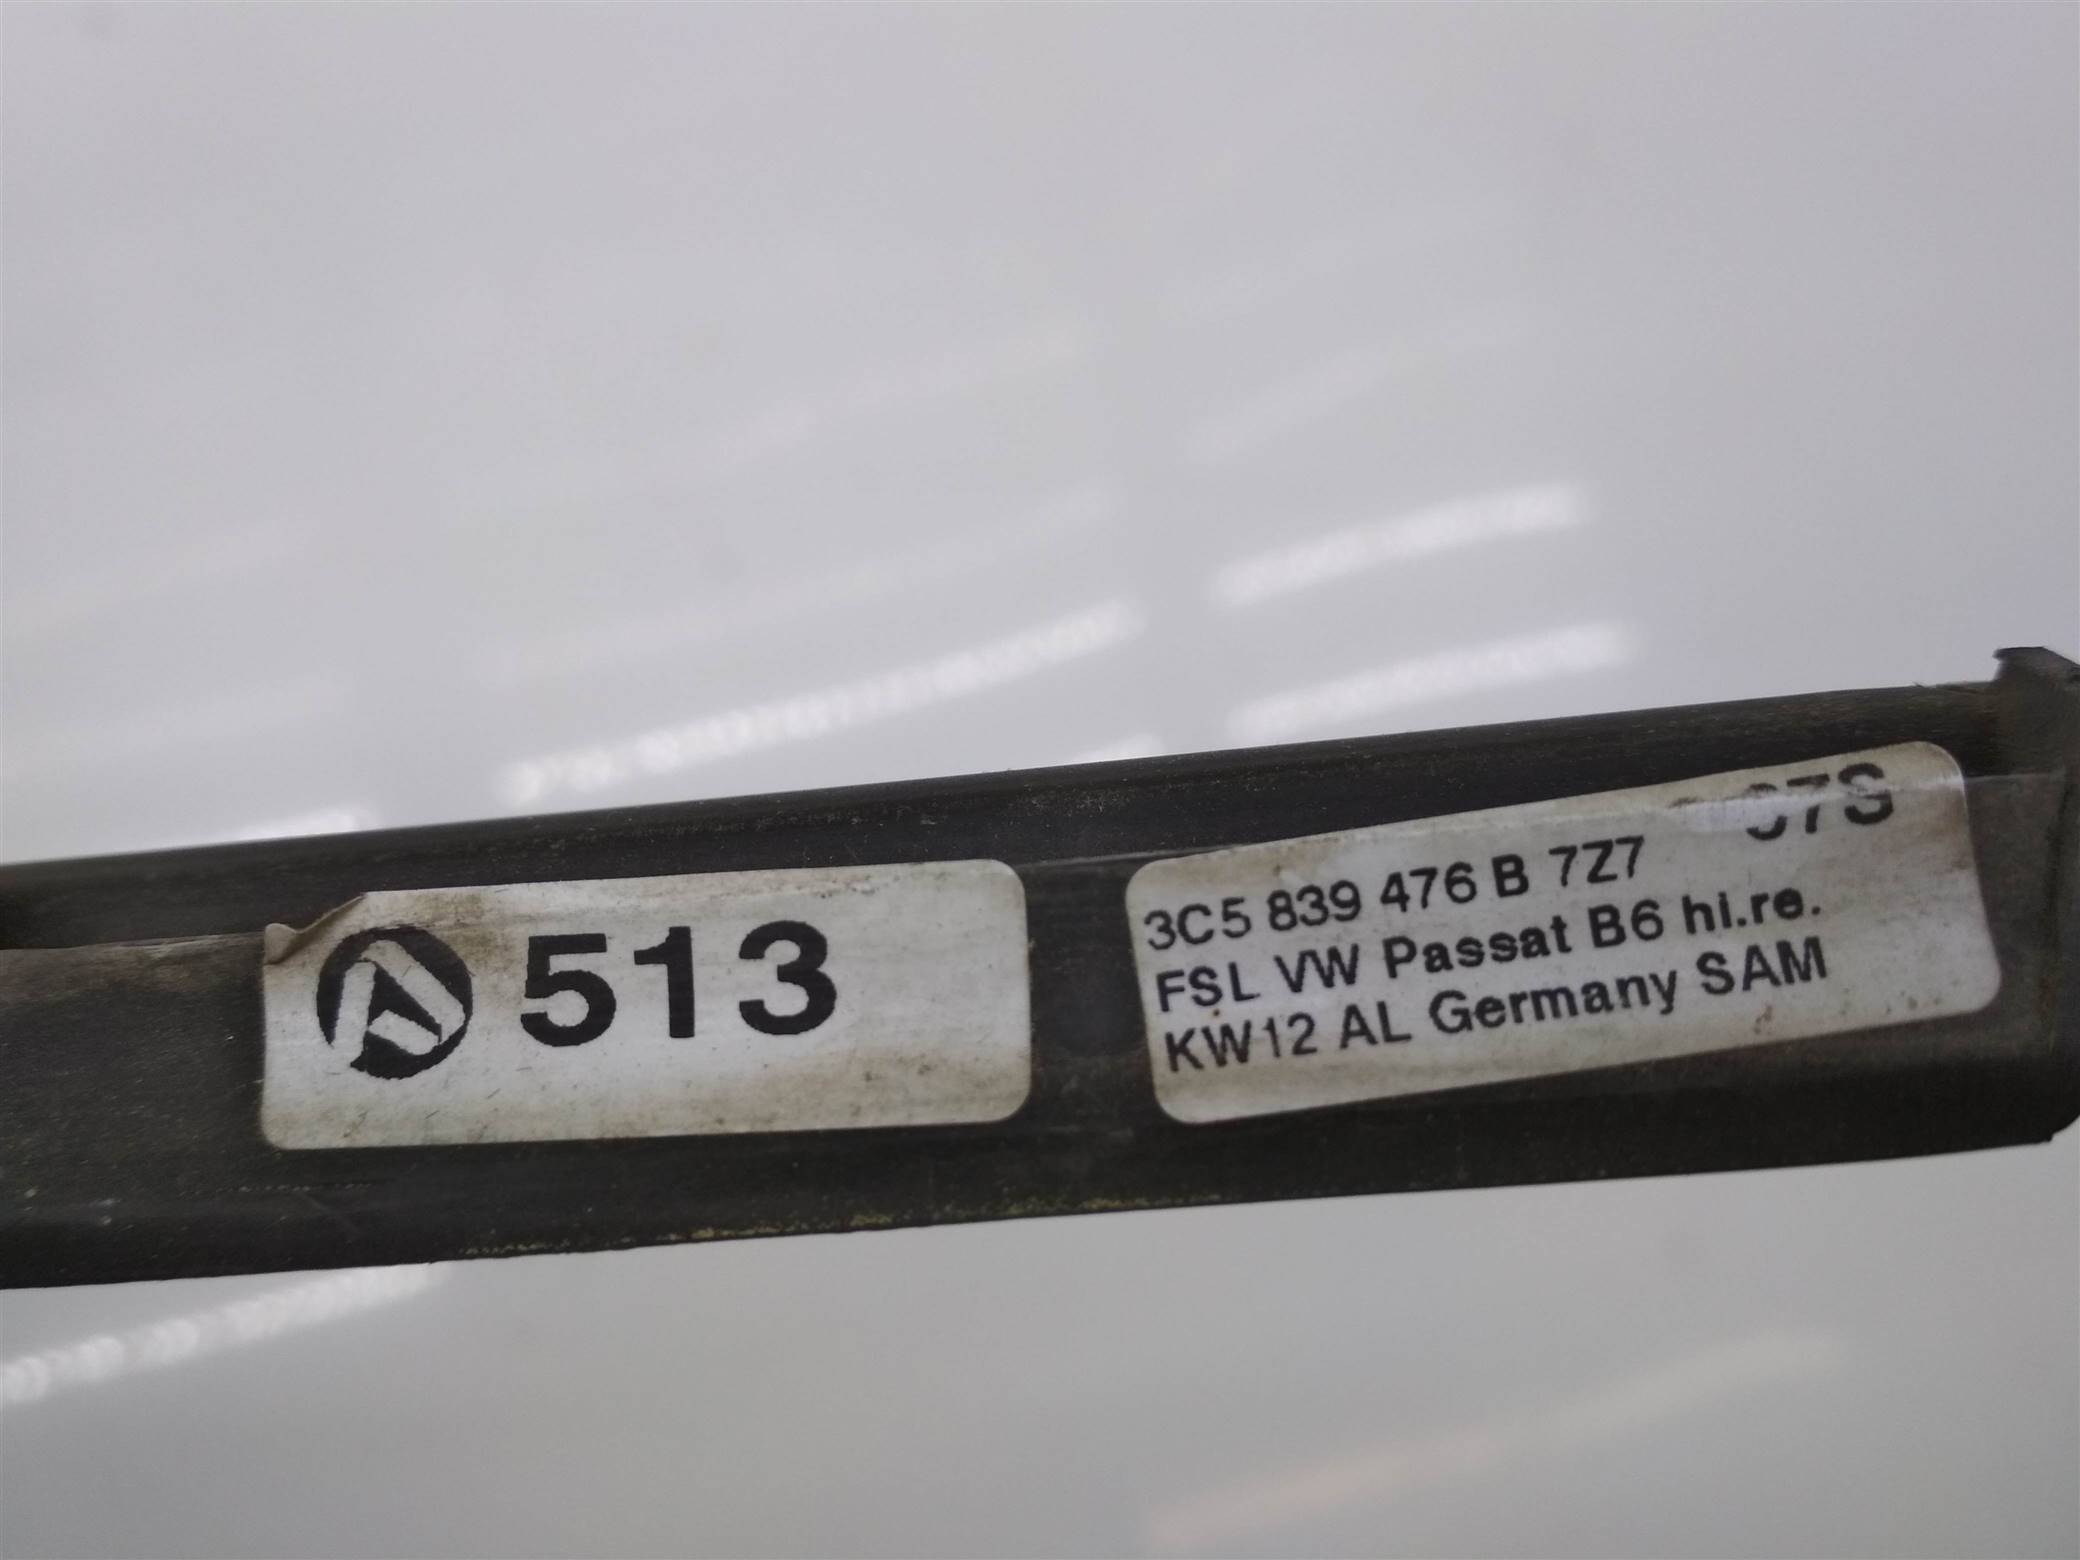 513
3C5 839 476 B 7Z7
FSL VW Passat B6 hi.re.
KW12 AL Germany SAM